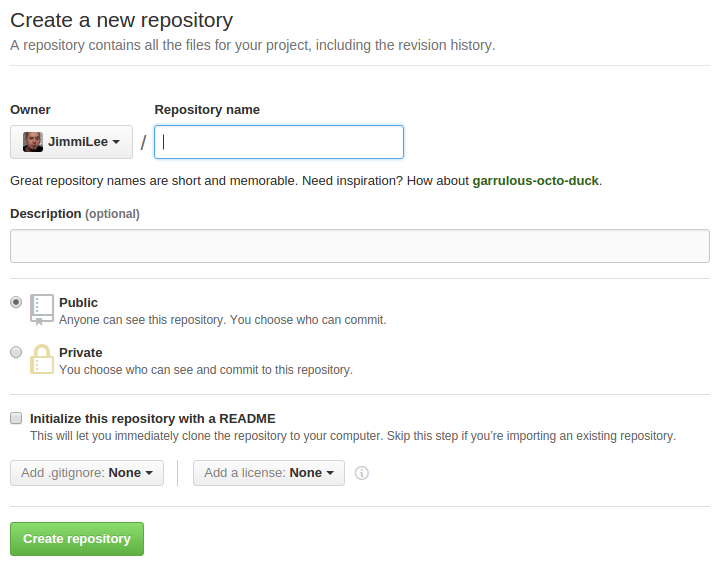 Create a new repository
A repository contains all the files for your project, including the revision history.
Owner
Repository name
JimmiLee
/
Great repository names are short and memorable. Need inspiration? How about garrulous-octo-duck.
Description (optional)
Public
Anyone can see this repository. You choose who can commit.
Private
You choose who can see and commit to this repository.
Initialize this repository with a README
This will let you immediately clone the repository to your computer. Skip this step if you’re importing an existing repository.
Add .gitignore: None
Add a license: None
Create repository